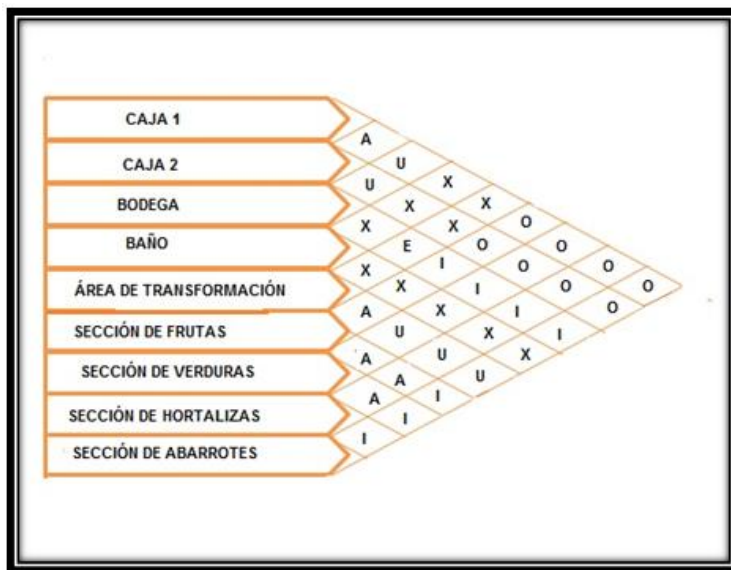 CAJA 1
A
CAJA 2 U
U X
BODEGA X X
X X O
BAÑO E O O
X I O O
ÁREA DE TRANSFORMACIÓN X I O O
A X I O
SECCIÓN DE FRUTAS U X I
A U X
SECCIÓN DE VERDURAS A U
A I
SECCIÓN DE HORTALIZAS I
I
SECCIÓN DE ABARROTES